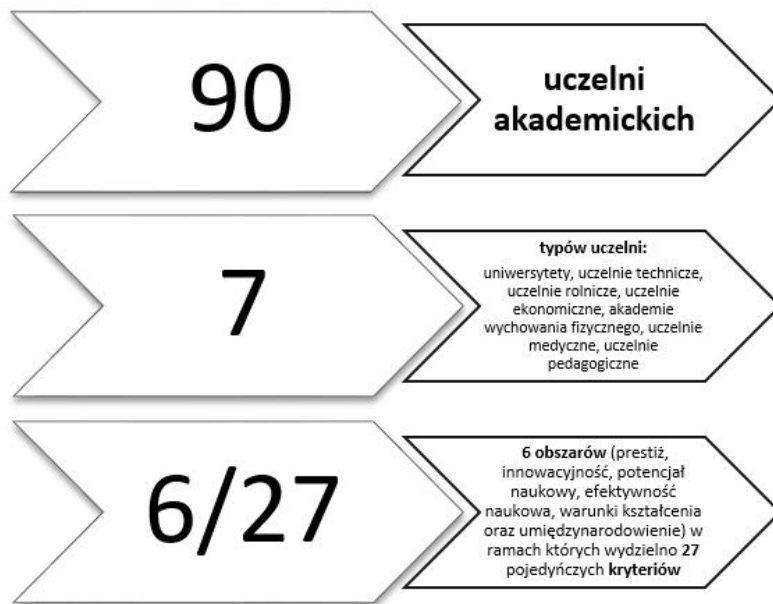 90
uczelni
akademickich
7
typów uczelni:
uniwersytety, uczelnie technicze,
uczelnie rolnicze, uczelnie
ekonomiczne, akademie
wychowania fizycznego, uczelnie
medyczne, uczelnie
pedagogiczne
6/27
6 obszarów (prestiż,
innowacyjność, potencjał
naukowy, efektywność
naukowa, warunki kształcenia
oraz umiędzynarodowienie) w
ramach których wydzielno 27
pojedyńczych kryteriów